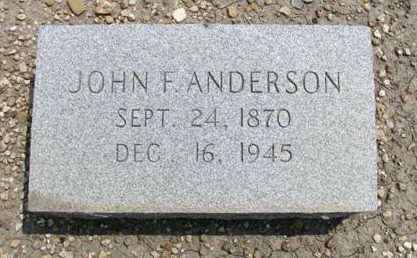 JOHN F. ANDERSON
SEPT. 24, 1870
DEC. 16, 1945